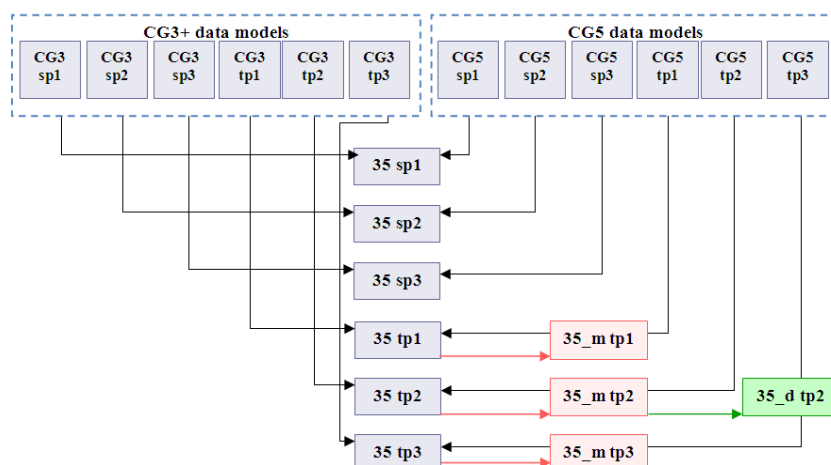 CG3+ data models
CG5 data models
CG3 CG3 CG3 CG3 CG3 CG3
sp1 sp2 sp3 tp1 tp2 tp3
CG5 CG5 CG5 CG5 CG5 CG5
sp1 sp2 sp3 tp1 tp2 tp3
35 sp1
35 sp2
35 sp3
35 tp1 35_m tp1
35 tp2 35_m tp2 35_d tp2
35 tp3 35_m tp3